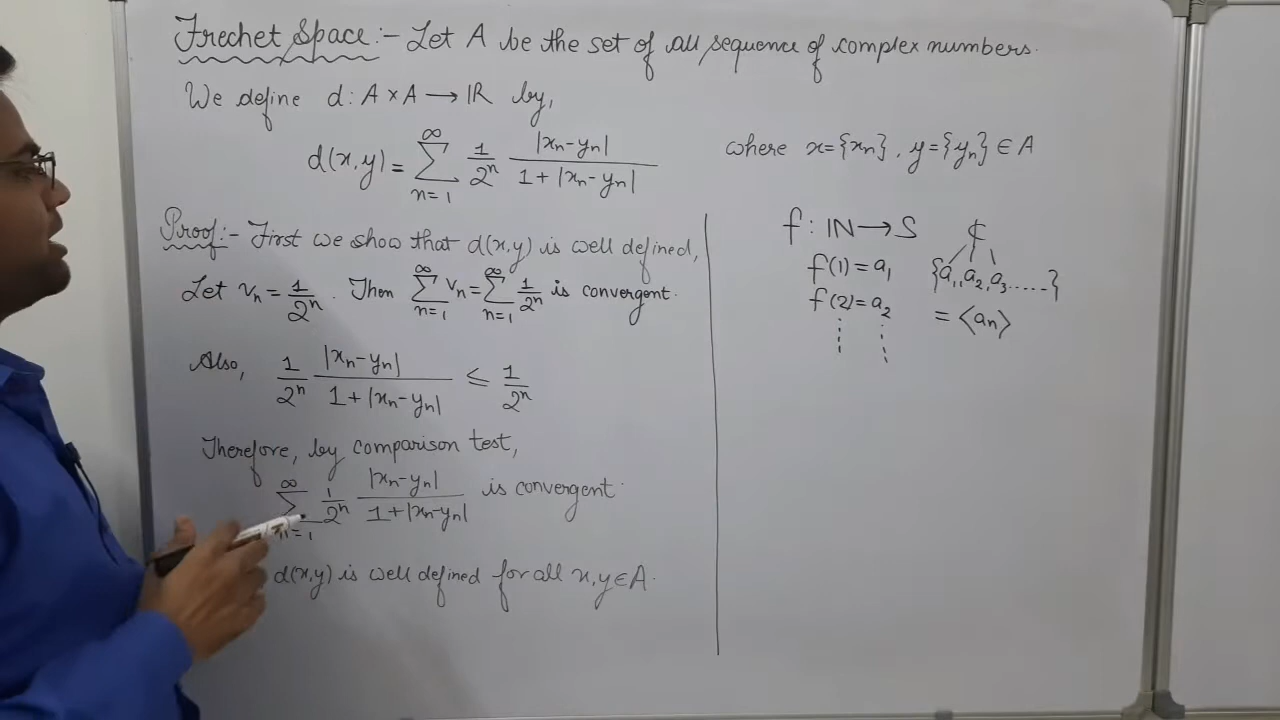 Frechet Space:- Let A be the set of all sequence of complex numbers.
We define d: A × A → IR by,
d(x,y) = ∑_{n=1}^{∞} 1/2^n |x_n - y_n| / (1 + |x_n - y_n|) where x={x_n}, y={y_n} ∈ A
Proof:- First we show that d(x,y) is well defined,
Let v_n = 1/2^n. Then ∑_{n=1}^{∞} v_n = ∑_{n=1}^{∞} 1/2^n is convergent.
Also, 1/2^n |x_n - y_n| / (1 + |x_n - y_n|) ≤ 1/2^n
Therefore, by comparison test,
∑_{n=1}^{∞} 1/2^n |x_n - y_n| / (1 + |x_n - y_n|) is convergent.
d(x,y) is well defined for all x,y ∈ A.
f: IN → S
f(1) = a_1
f(2) = a_2
⋮ ⋮
₵
{a_1, a_2, a_3 ......}
= ⟨a_n⟩